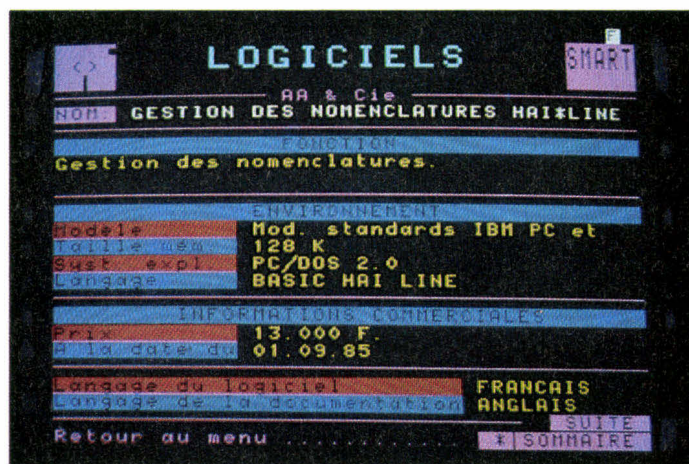 F
LOGICIELS
SMART
<>
AA & Cie
NOM: GESTION DES NOMENCLATURES HAI*LINE
FONCTION
Gestion des nomenclatures.
ENVIRONNEMENT
Modele Mod. standards IBM PC et
Taille mem 128 K
Syst expl PC/DOS 2.0
Langage BASIC HAI LINE
INFORMATIONS COMMERCIALES
Prix 13.000 F.
A la date du 01.09.85
Langage du logiciel FRANCAIS
Langage de la documentation ANGLAIS
SUITE
Retour au menu ............. * SOMMAIRE